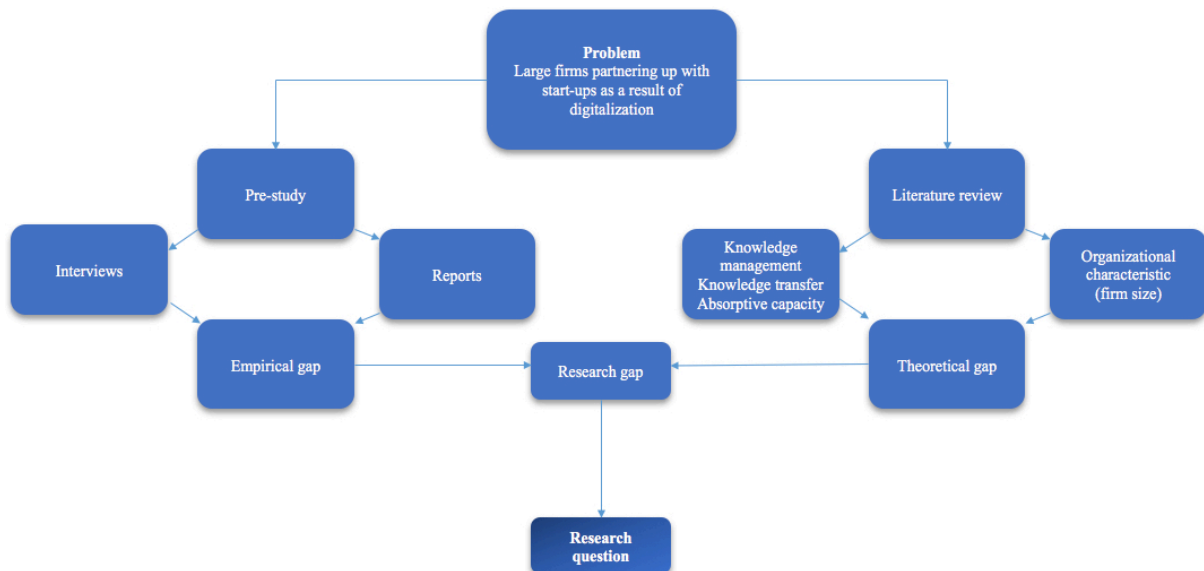 Problem
Large firms partnering up with
start-ups as a result of
digitalization
Pre-study
Literature review
Interviews
Reports
Knowledge
management
Knowledge transfer
Absorptive capacity
Organizational
characteristic
(firm size)
Empirical gap
Research gap
Theoretical gap
Research
question